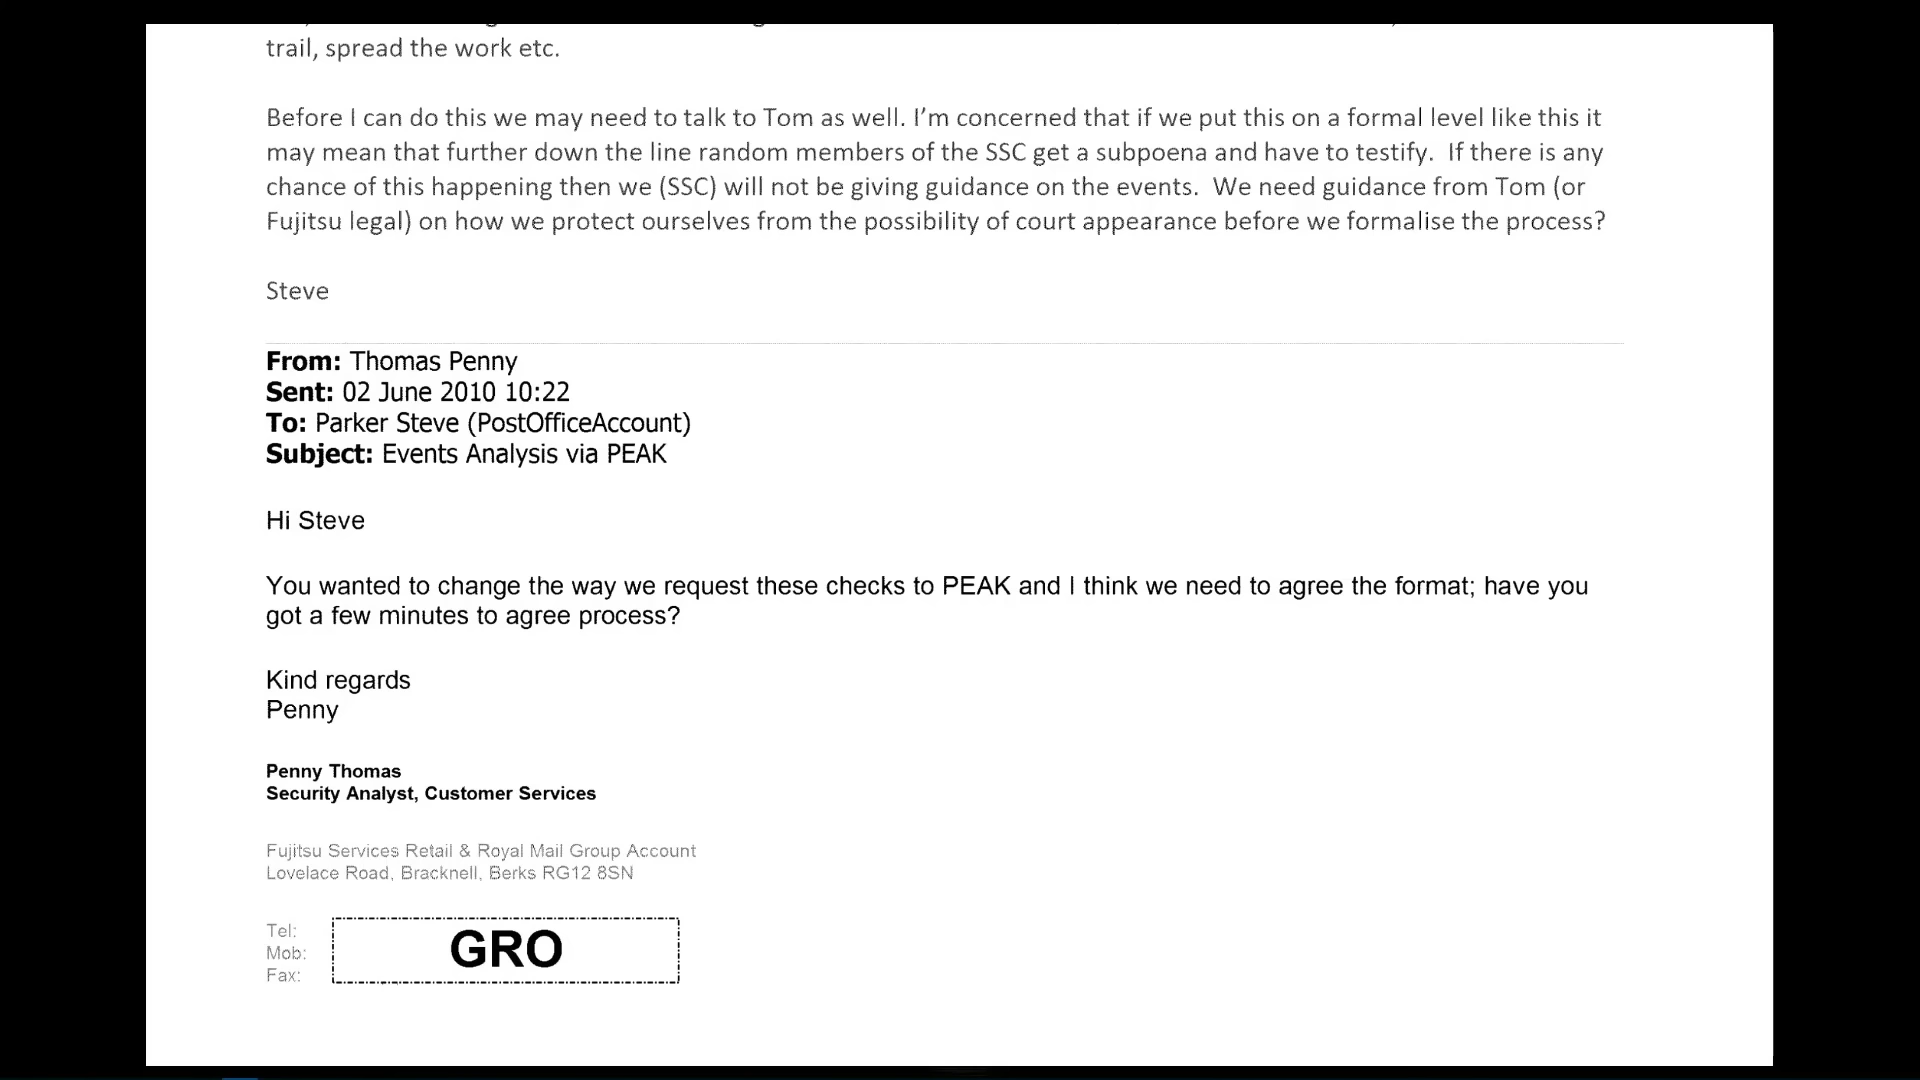 trail, spread the work etc.
Before I can do this we may need to talk to Tom as well. I’m concerned that if we put this on a formal level like this it
may mean that further down the line random members of the SSC get a subpoena and have to testify.  If there is any
chance of this happening then we (SSC) will not be giving guidance on the events.  We need guidance from Tom (or
Fujitsu legal) on how we protect ourselves from the possibility of court appearance before we formalise the process?
Steve
From: Thomas Penny
Sent: 02 June 2010 10:22
To: Parker Steve (PostOfficeAccount)
Subject: Events Analysis via PEAK
Hi Steve
You wanted to change the way we request these checks to PEAK and I think we need to agree the format; have you
got a few minutes to agree process?
Kind regards
Penny
Penny Thomas
Security Analyst, Customer Services
Fujitsu Services Retail & Royal Mail Group Account
Lovelace Road, Bracknell, Berks RG12 8SN
Tel:
Mob:
Fax:
GRO